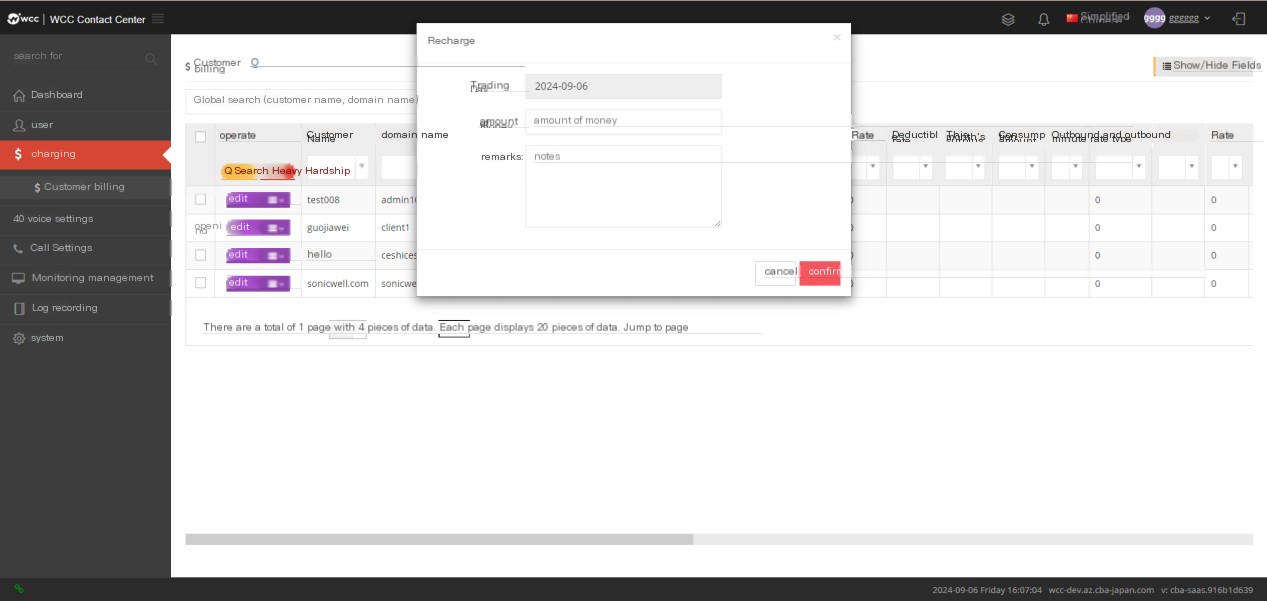 wcc | WCC Contact Center
Simplified
gggg gggggg
search for
Dashboard
user
charging
Customer billing
40 voice settings
Call Settings
Monitoring management
Log recording
system
$ Customer
billing
Show/Hide Fields
Global search (customer name, domain name)
Recharge
×
Trading
2024-09-06
amount
amount of money
remarks:
notes
cancel
confirm
operate
Customer
Name
domain name
Rate
Deductibl
Consump
Outbound and outbound
minute rate type
Rate
Q Search Heavy Hardship
edit
test008
0
0
edit
guojiawei
client1
0
0
edit
hello
0
0
edit
sonicwell.com
0
0
There are a total of 1 page with 4 pieces of data. Each page displays 20 pieces of data. Jump to page
2024-09-06 Friday 16:07:04 wcc-dev.az.cba-japan.com v: cba-saas.916b1d639